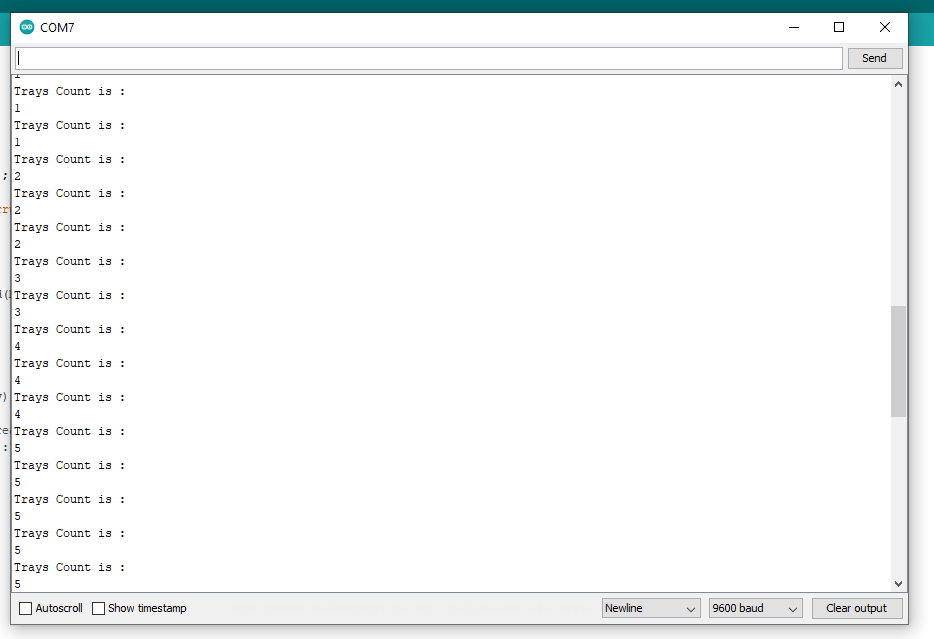 COM7
Send
1
Trays Count is :
1
Trays Count is :
1
Trays Count is :
2
Trays Count is :
2
Trays Count is :
2
Trays Count is :
3
Trays Count is :
3
Trays Count is :
4
Trays Count is :
4
Trays Count is :
4
Trays Count is :
5
Trays Count is :
5
Trays Count is :
5
Trays Count is :
5
Trays Count is :
5
Autoscroll Show timestamp Newline 9600 baud Clear output